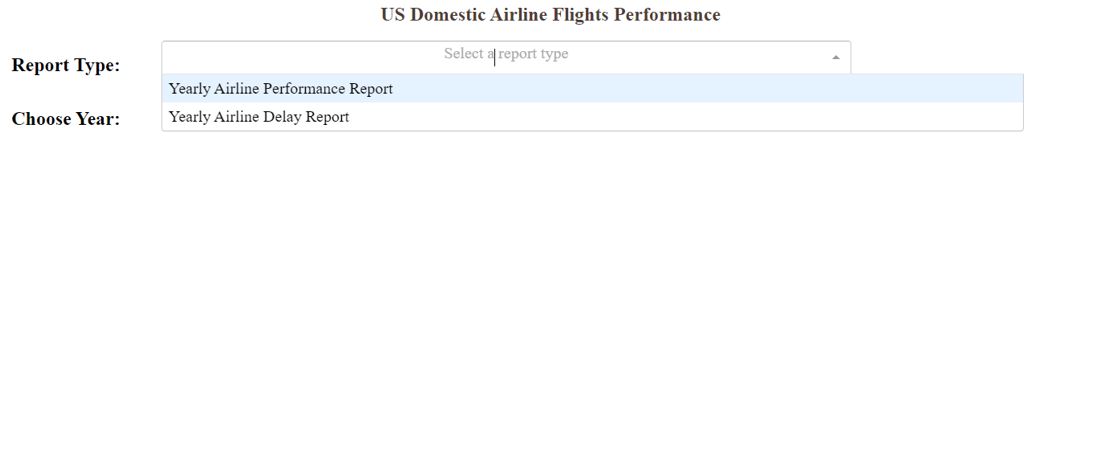 US Domestic Airline Flights Performance
Report Type:
Select a report type
Yearly Airline Performance Report
Yearly Airline Delay Report
Choose Year: